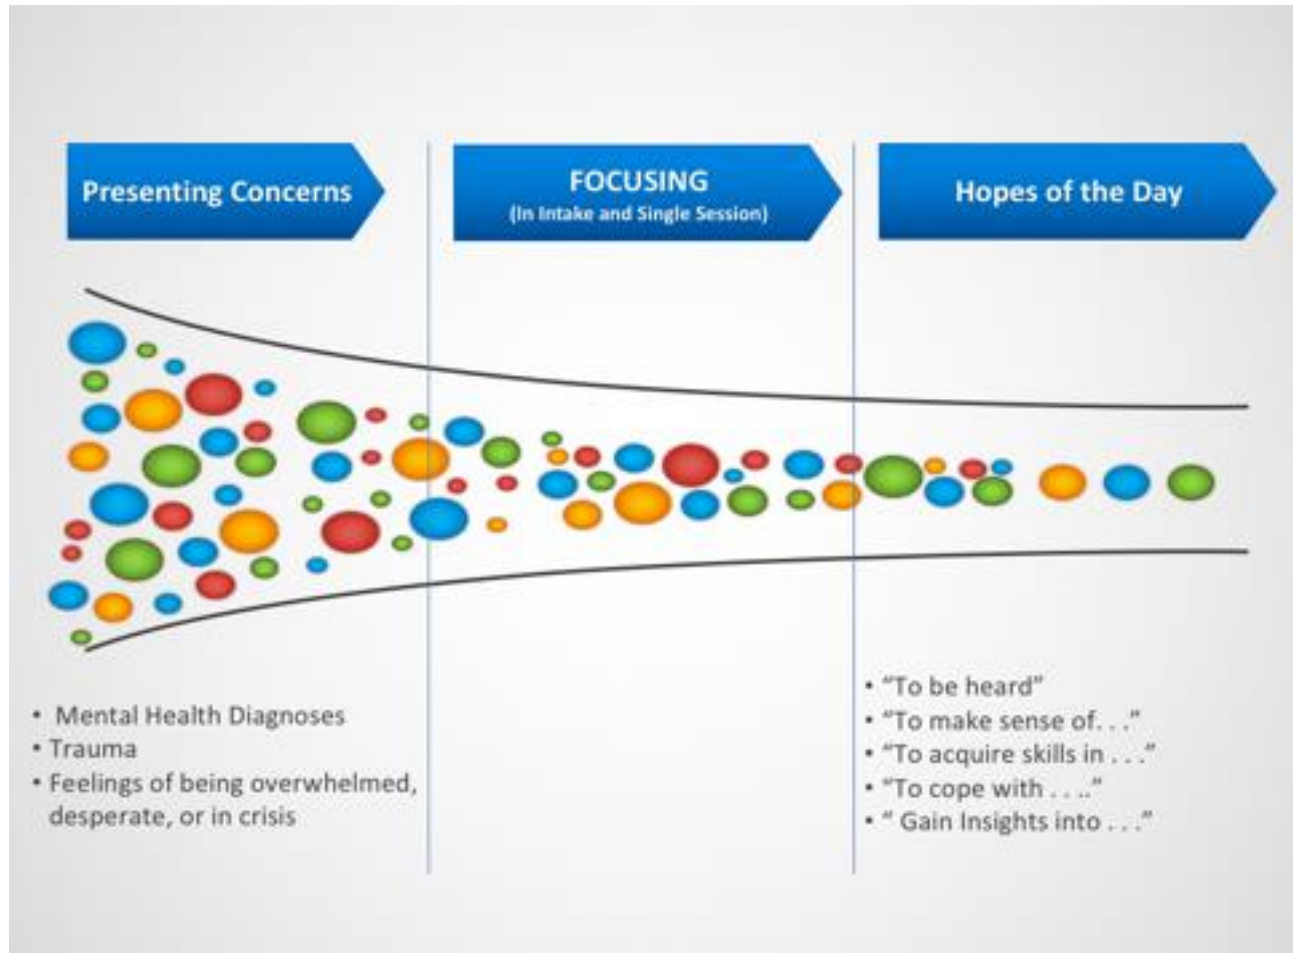 Presenting Concerns
FOCUSING
(In Intake and Single Session)
Hopes of the Day
• Mental Health Diagnoses
• Trauma
• Feelings of being overwhelmed,
desperate, or in crisis
• “To be heard”
• “To make sense of. . .”
• “To acquire skills in . . .”
• “To cope with . . ..”
• “ Gain Insights into . . .”